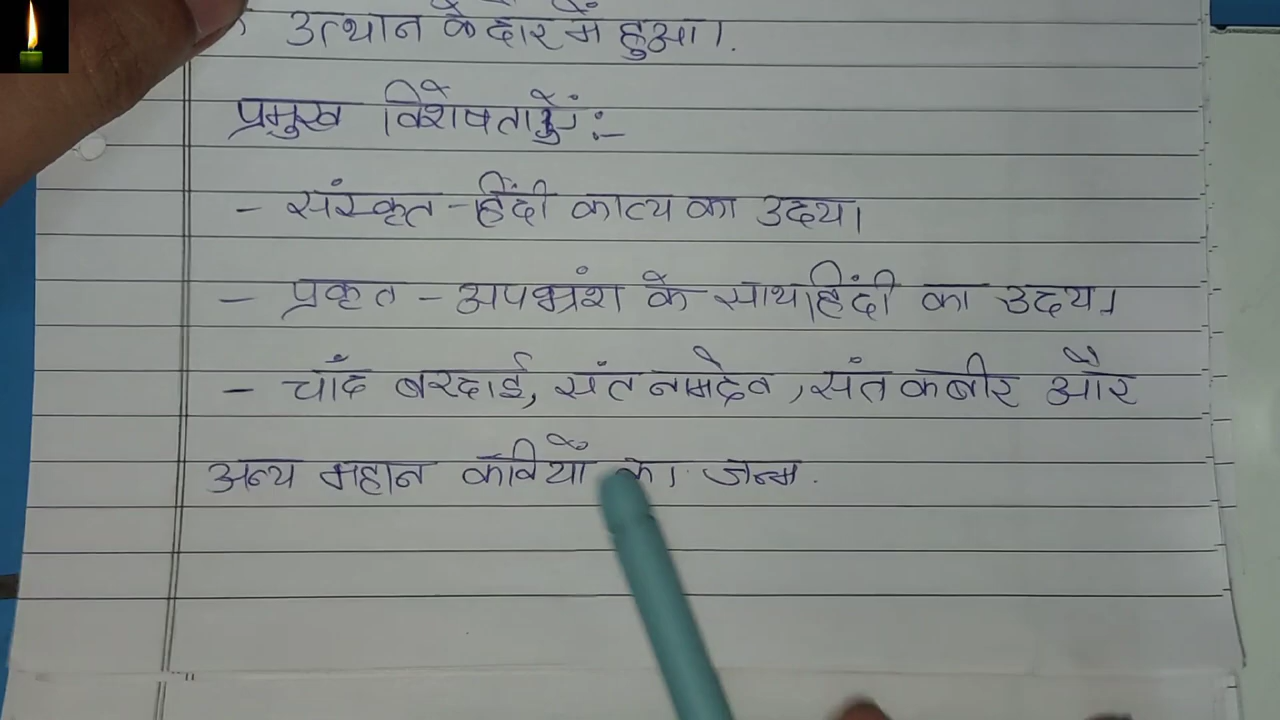 उत्थान के दार में हुआ।.
प्रमुख विशेषताएँ :-
- संस्कृत - हिंदी काव्य का उदय।
- प्रकृत - अपभ्रंश के साथ हिंदी का उदय।
- चाँद बरदाई, संत नामदेव, संत कबीर और
अन्य महान कवियों का जन्म.